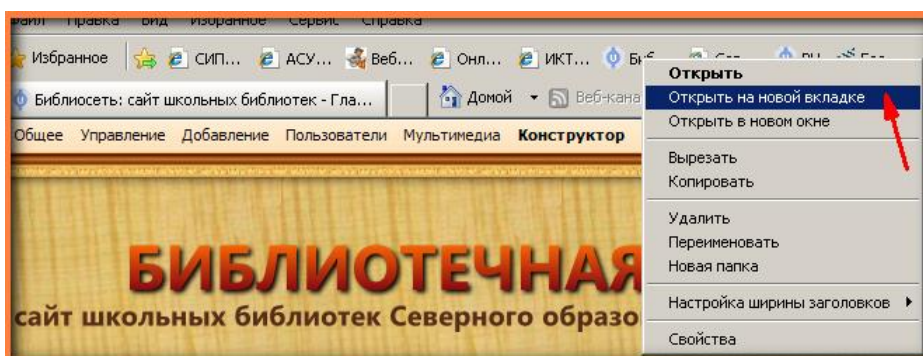 Файл Правка Вид Избранное Сервис Справка
Избранное СИП... АСУ... Веб... Онл... ИКТ...
Библиосеть: сайт школьных библиотек - Гла... Домой
Общее Управление Добавление Пользователи Мультимедиа Конструктор
БИБЛИОТЕЧНАЯ
сайт школьных библиотек Северного образо
Открыть
Открыть на новой вкладке
Открыть в новом окне
Вырезать
Копировать
Удалить
Переименовать
Новая папка
Настройка ширины заголовков
Свойства